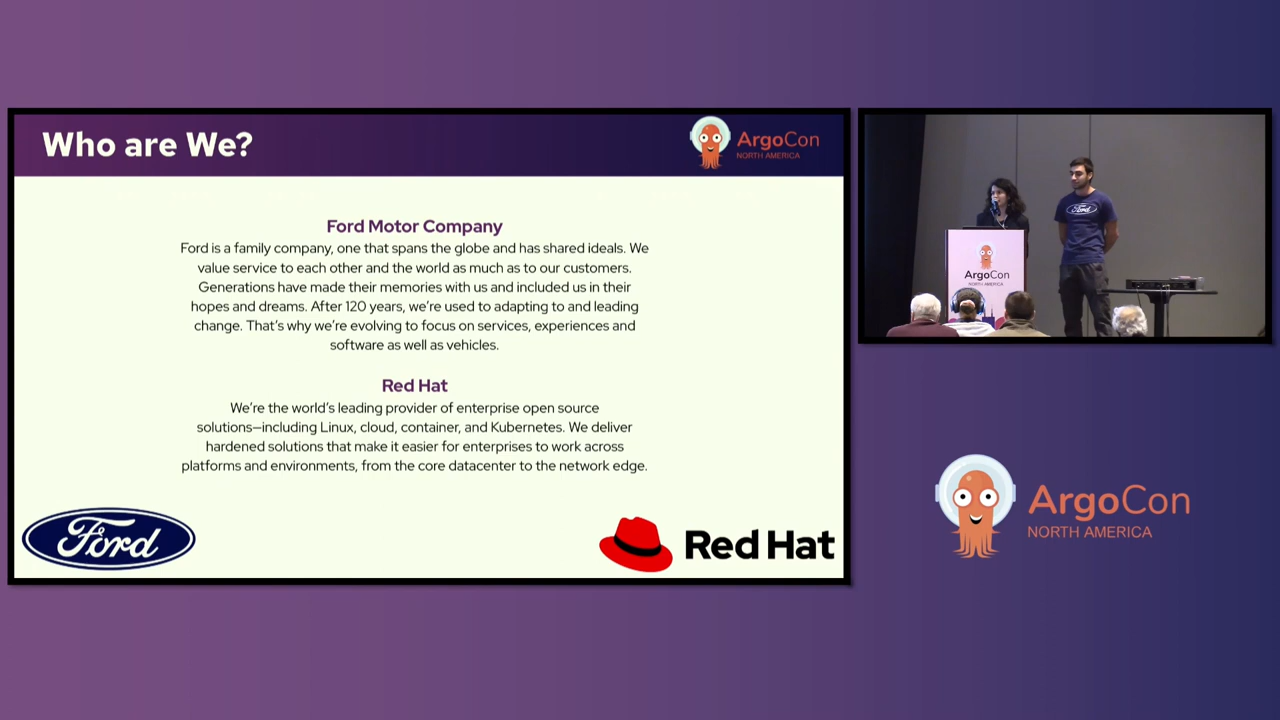 Who are We?
ArgoCon
NORTH AMERICA
Ford Motor Company
Ford is a family company, one that spans the globe and has shared ideals. We
value service to each other and the world as much as to our customers.
Generations have made their memories with us and included us in their
hopes and dreams. After 120 years, we’re used to adapting to and leading
change. That’s why we’re evolving to focus on services, experiences and
software as well as vehicles.
Red Hat
We’re the world’s leading provider of enterprise open source
solutions—including Linux, cloud, container, and Kubernetes. We deliver
hardened solutions that make it easier for enterprises to work across
platforms and environments, from the core datacenter to the network edge.
Ford
Red Hat
Ford
ArgoCon
NORTH AMERICA
ArgoCon
NORTH AMERICA